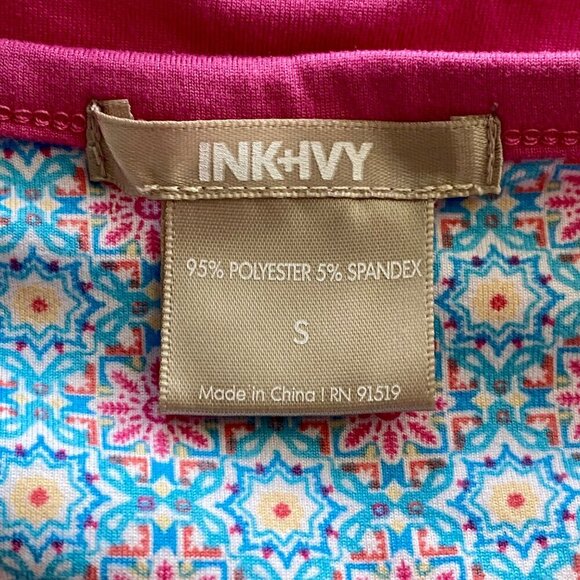 INK+IVY
95% POLYESTER 5% SPANDEX
S
Made in China | RN 91519